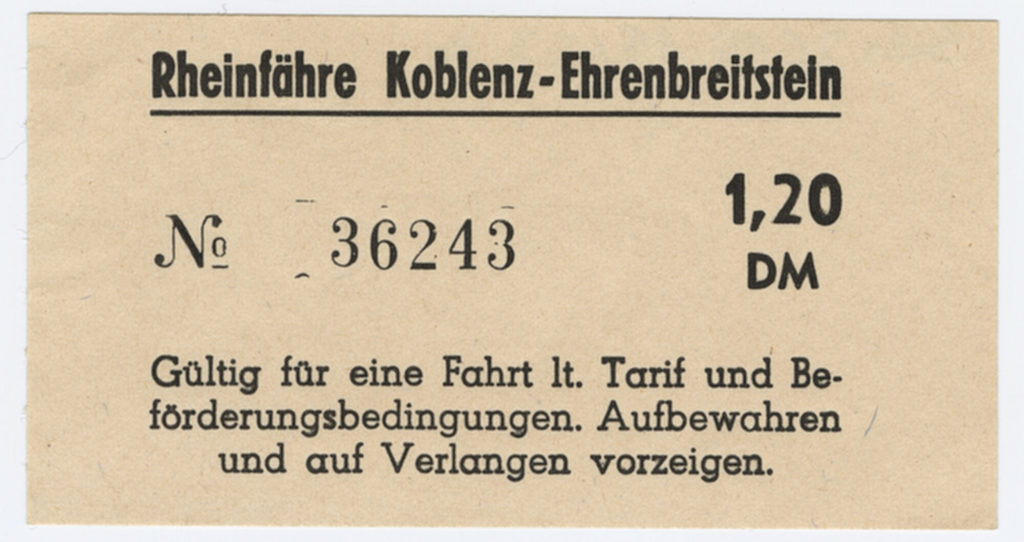 Rheinfähre Koblenz-Ehrenbreitstein
№ 36243
1,20
DM
Gültig für eine Fahrt lt. Tarif und Be-
förderungsbedingungen. Aufbewahren
und auf Verlangen vorzeigen.